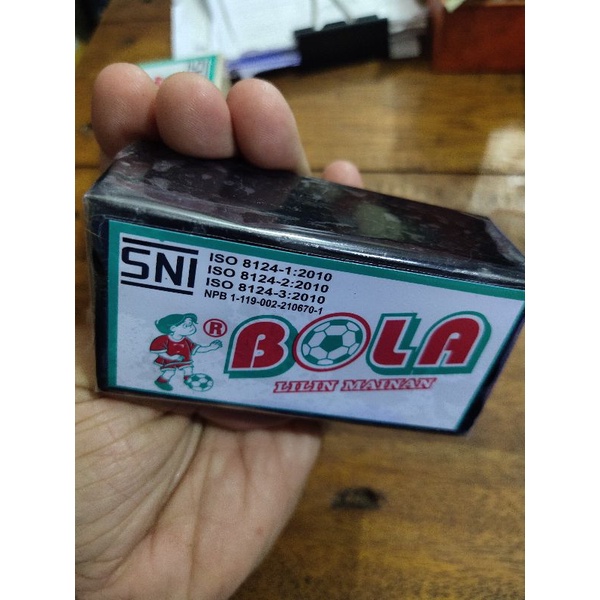 SNI
ISO 8124-1:2010
ISO 8124-2:2010
ISO 8124-3:2010
NPB 1-119-002-210670-1
® BOLA
LILIN MAINAN